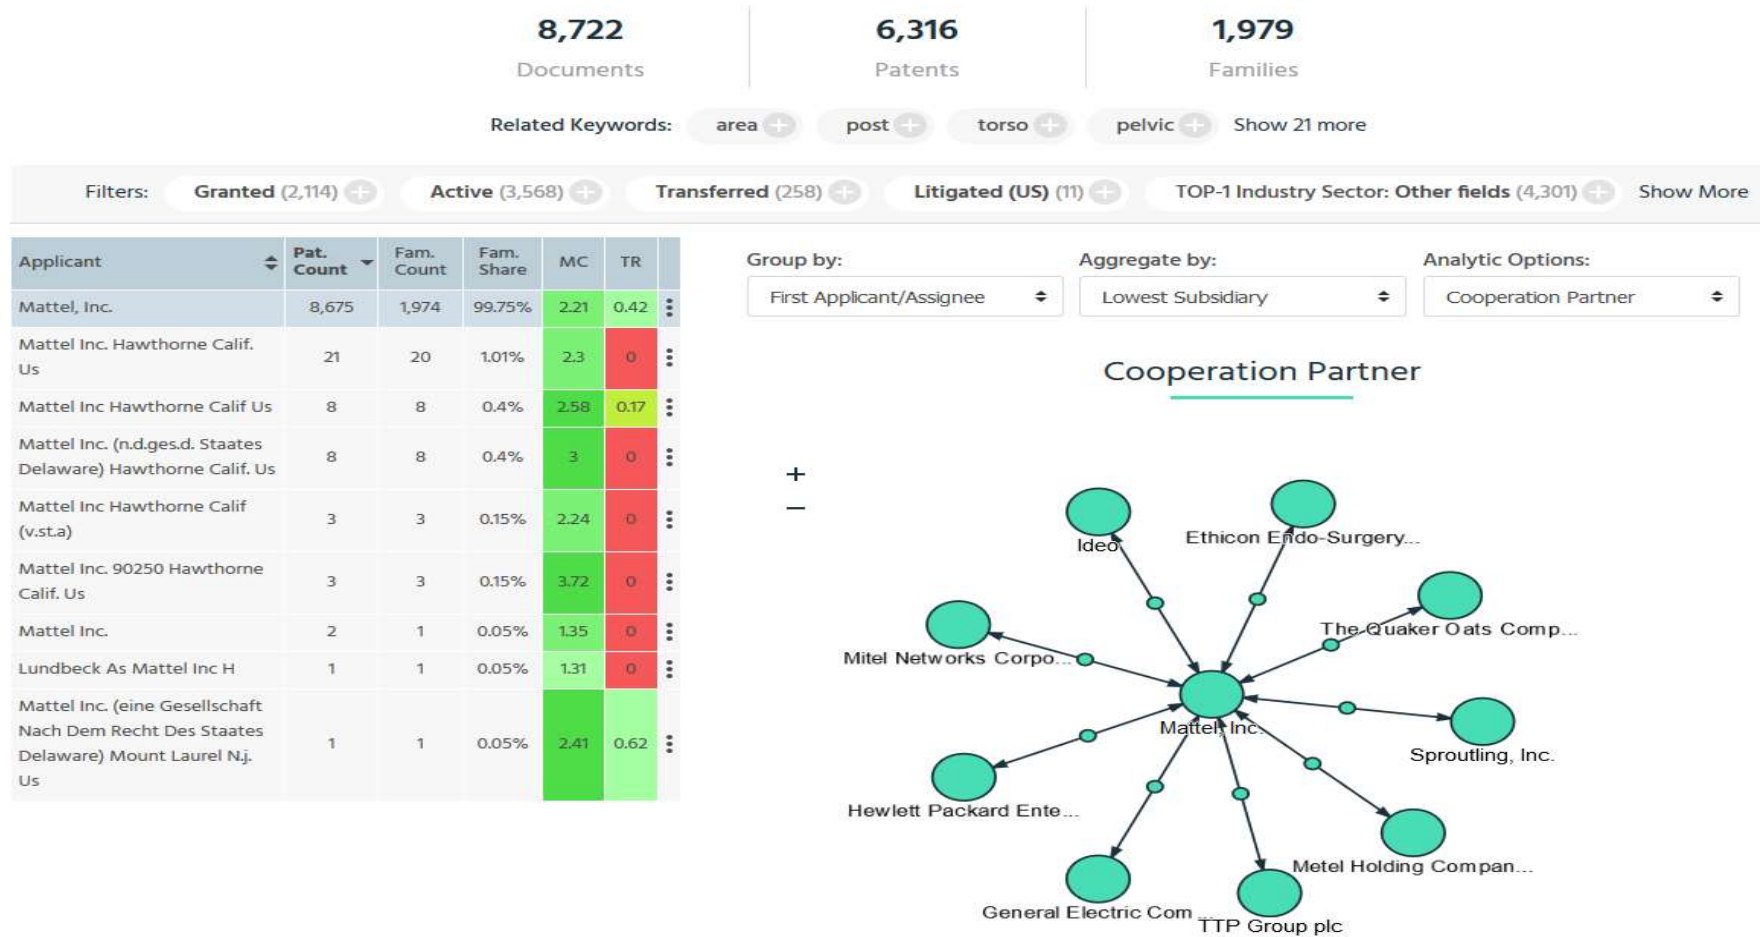 8,722
6,316
1,979
Documents
Patents
Families
Related Keywords: area post torso pelvic Show 21 more
Filters: Granted (2,114) Active (3,568) Transferred (258) Litigated (US) (11) TOP-1 Industry Sector: Other fields (4,301) Show More
Applicant Pat. Count Fam. Count Fam. Share MC TR
Mattel, Inc. 8,675 1,974 99.75% 2.21 0.42
Mattel Inc. Hawthorne Calif.
Us 21 20 1.01% 2.3 0
Mattel Inc Hawthorne Calif Us 8 8 0.4% 2.58 0.17
Mattel Inc. (n.d.ges.d. Staates
Delaware) Hawthorne Calif. Us 8 8 0.4% 3 0
Mattel Inc Hawthorne Calif
(v.st.a) 3 3 0.15% 2.24 0
Mattel Inc. 90250 Hawthorne
Calif. Us 3 3 0.15% 3.72 0
Mattel Inc. 2 1 0.05% 1.35 0
Lundbeck As Mattel Inc H 1 1 0.05% 1.31 0
Mattel Inc. (eine Gesellschaft
Nach Dem Recht Des Staates
Delaware) Mount Laurel N.j.
Us 1 1 0.05% 2.41 0.62
Group by:
Aggregate by:
Analytic Options:
First Applicant/Assignee
Lowest Subsidiary
Cooperation Partner
Cooperation Partner
+
−
Ideo
Ethicon Endo-Surgery...
The Quaker Oats Comp...
Mitel Networks Corpo...
Mattel, Inc.
Sproutling, Inc.
Hewlett Packard Ente...
Metel Holding Compan...
General Electric Com...
TTP Group plc